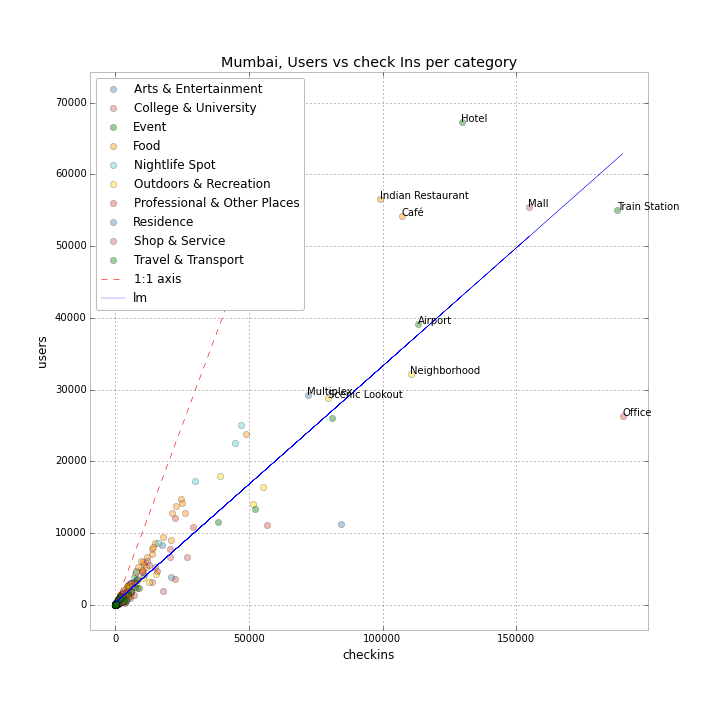 Mumbai, Users vs check Ins per category
Arts & Entertainment
College & University
Event
Food
Nightlife Spot
Outdoors & Recreation
Professional & Other Places
Residence
Shop & Service
Travel & Transport
1:1 axis
lm
Hotel
Indian Restaurant
Café
Mall
Train Station
Airport
Neighborhood
Multiplex
Scenic Lookout
Office
users
70000
60000
50000
40000
30000
20000
10000
0
0
50000
100000
150000
checkins